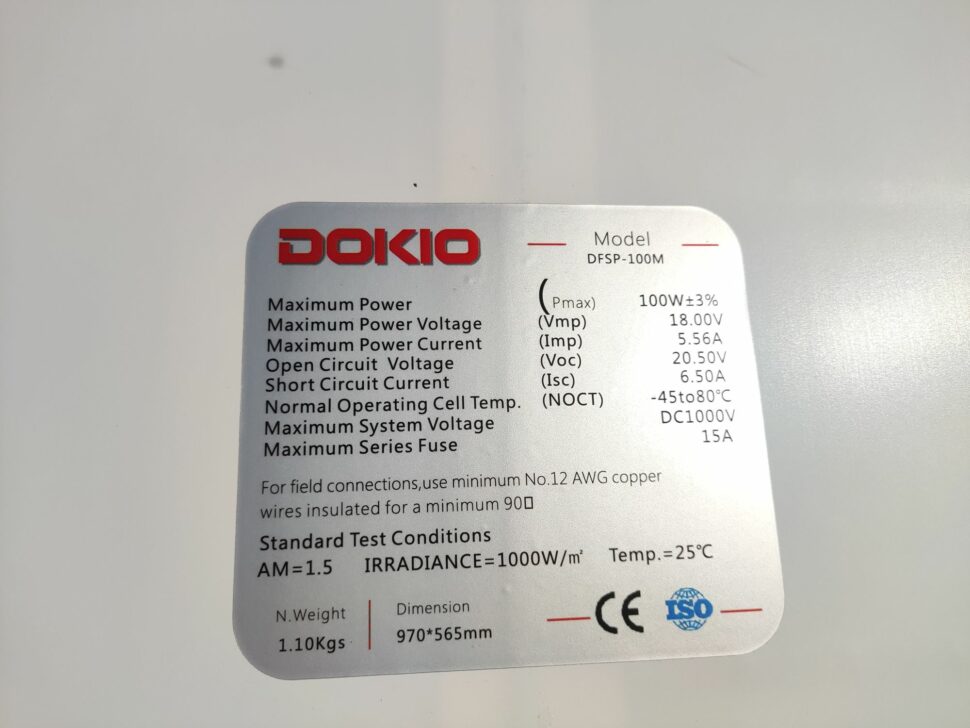 DOKIO
Model
DFSP-100M
Maximum Power (Pmax) 100W±3%
Maximum Power Voltage (Vmp) 18.00V
Maximum Power Current (Imp) 5.56A
Open Circuit Voltage (Voc) 20.50V
Short Circuit Current (Isc) 6.50A
Normal Operating Cell Temp. (NOCT) -45to80℃
Maximum System Voltage DC1000V
Maximum Series Fuse 15A
For field connections,use minimum No.12 AWG copper
wires insulated for a minimum 90▯
Standard Test Conditions
AM=1.5 IRRADIANCE=1000W/㎡ Temp.=25℃
N.Weight
1.10Kgs
Dimension
970*565mm
CE ISO